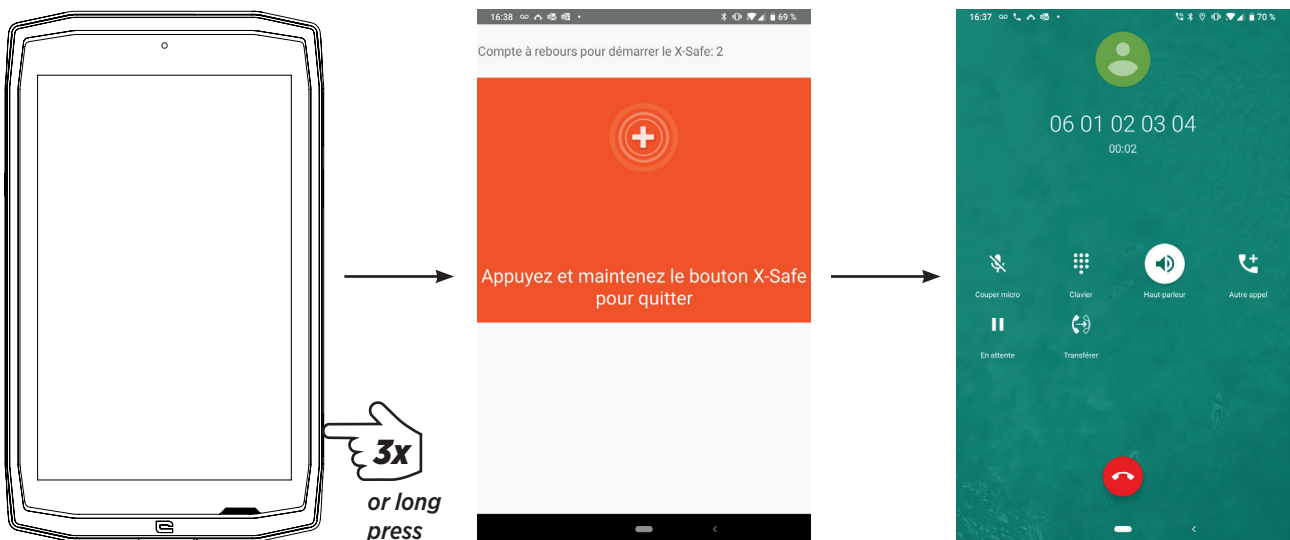 3x
or long
press
16:38
69 %
Compte à rebours pour démarrer le X-Safe: 2
Appuyez et maintenez le bouton X-Safe
pour quitter
16:37
70 %
06 01 02 03 04
00:02
Couper micro
Clavier
Haut-parleur
Autre appel
En attente
Transférer